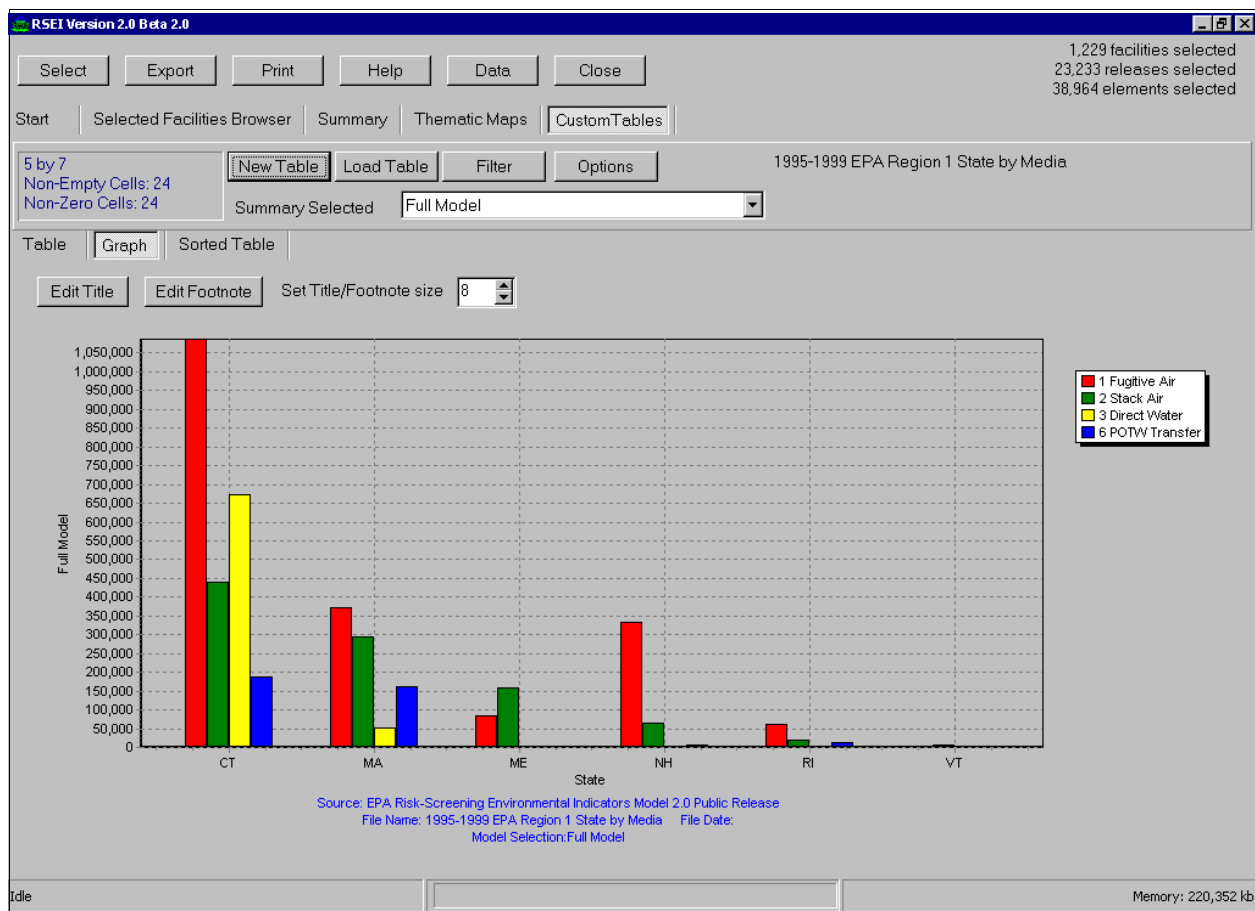 RSEI Version 2.0 Beta 2.0
Select Export Print Help Data Close
1,229 facilities selected
23,233 releases selected
38,964 elements selected
Start Selected Facilities Browser Summary Thematic Maps CustomTables
5 by 7
Non-Empty Cells: 24
Non-Zero Cells: 24
New Table Load Table Filter Options
1995-1999 EPA Region 1 State by Media
Summary Selected Full Model
Table Graph Sorted Table
Edit Title Edit Footnote Set Title/Footnote size 8
1,050,000
1,000,000
950,000
900,000
850,000
800,000
750,000
700,000
650,000
600,000
550,000
500,000
450,000
400,000
350,000
300,000
250,000
200,000
150,000
100,000
50,000
0
Full Model
1 Fugitive Air
2 Stack Air
3 Direct Water
6 POTW Transfer
CT MA ME NH RI VT
State
Source: EPA Risk-Screening Environmental Indicators Model 2.0 Public Release
File Name: 1995-1999 EPA Region 1 State by Media File Date:
Model Selection:Full Model
Idle
Memory: 220,352 kb